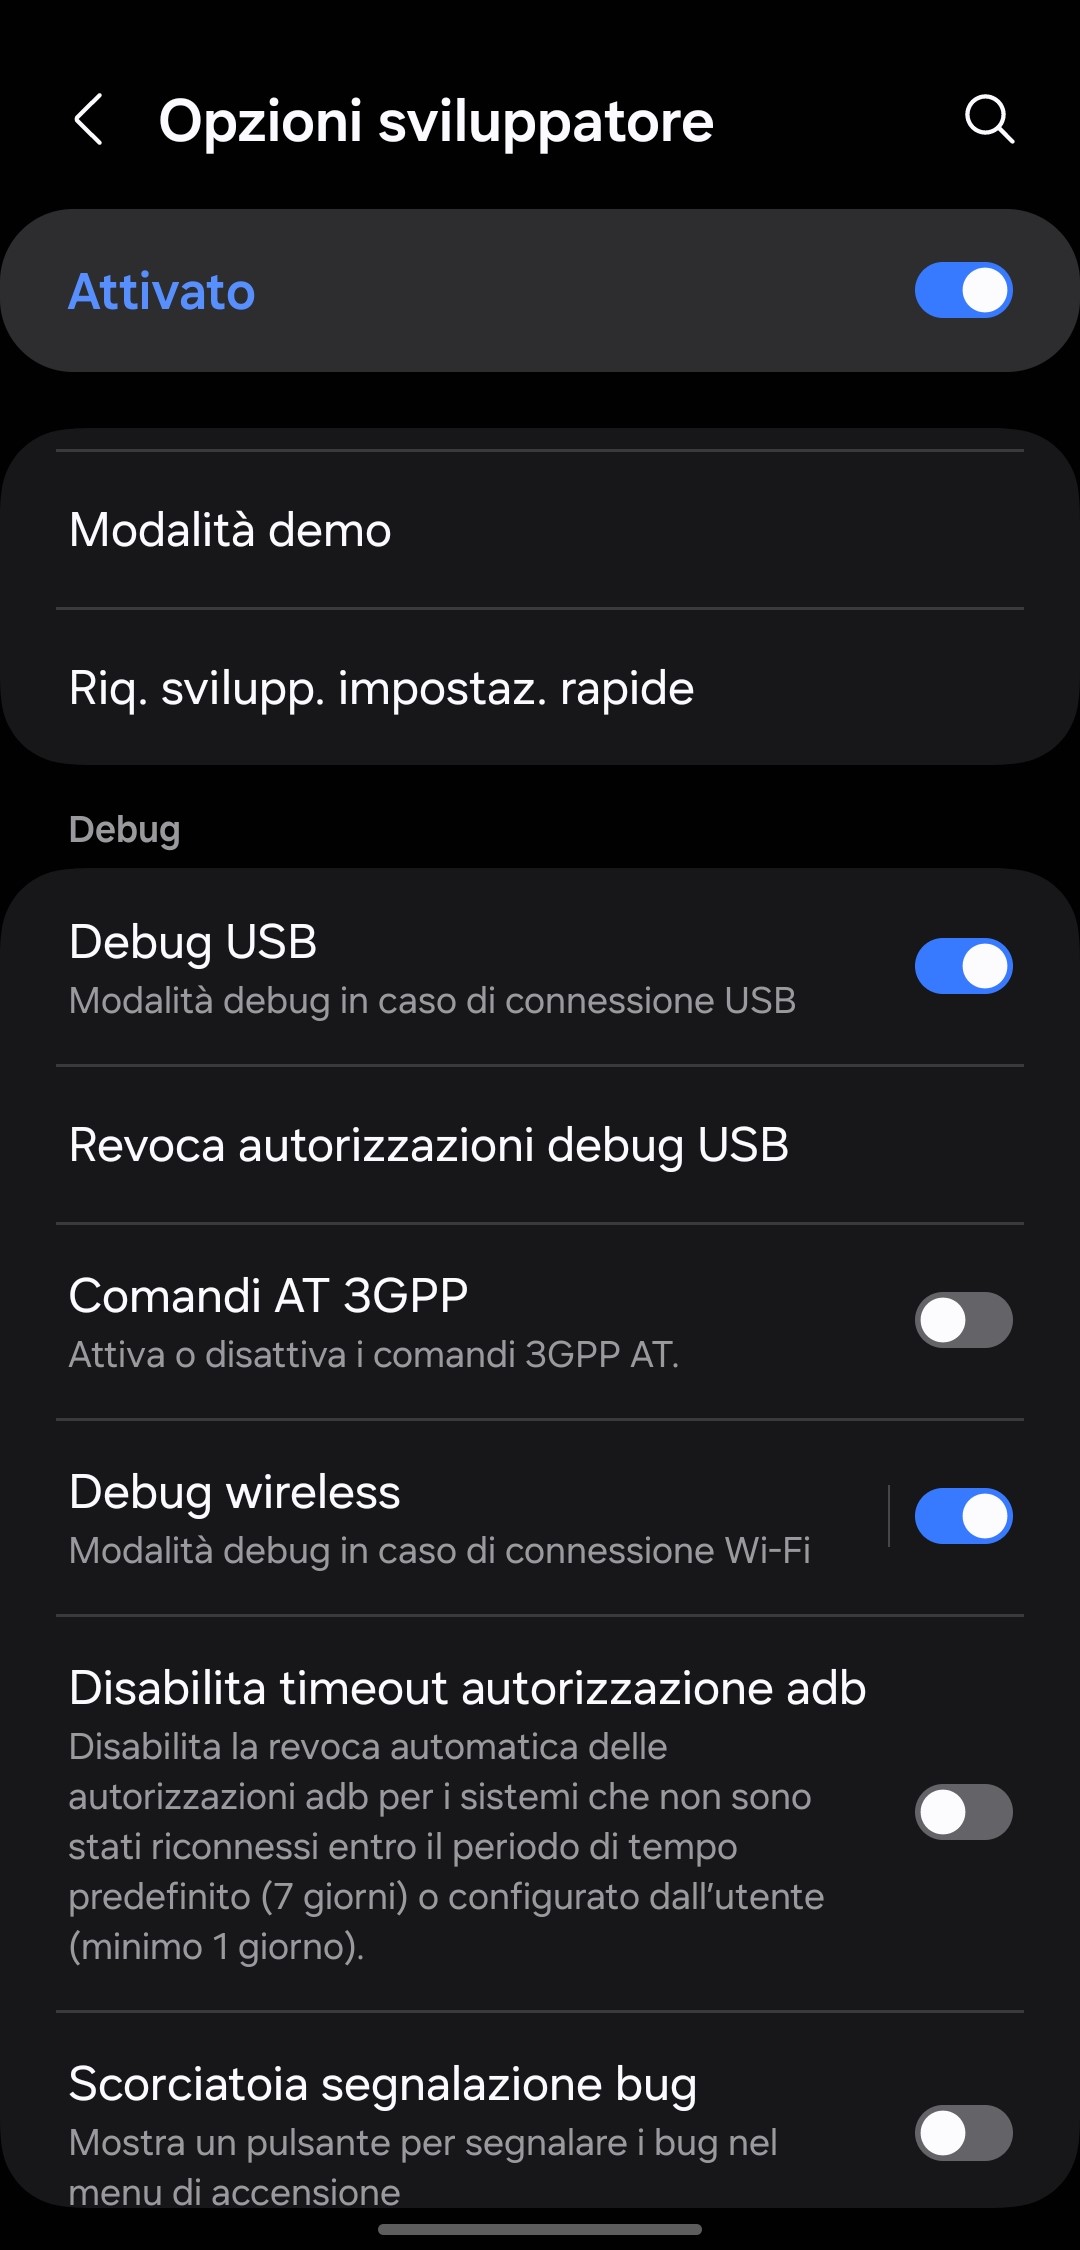 Opzioni sviluppatore
Attivato
Modalità demo
Riq. svilupp. impostaz. rapide
Debug
Debug USB
Modalità debug in caso di connessione USB
Revoca autorizzazioni debug USB
Comandi AT 3GPP
Attiva o disattiva i comandi 3GPP AT.
Debug wireless
Modalità debug in caso di connessione Wi-Fi
Disabilita timeout autorizzazione adb
Disabilita la revoca automatica delle
autorizzazioni adb per i sistemi che non sono
stati riconnessi entro il periodo di tempo
predefinito (7 giorni) o configurato dall’utente
(minimo 1 giorno).
Scorciatoia segnalazione bug
Mostra un pulsante per segnalare i bug nel
menu di accensione